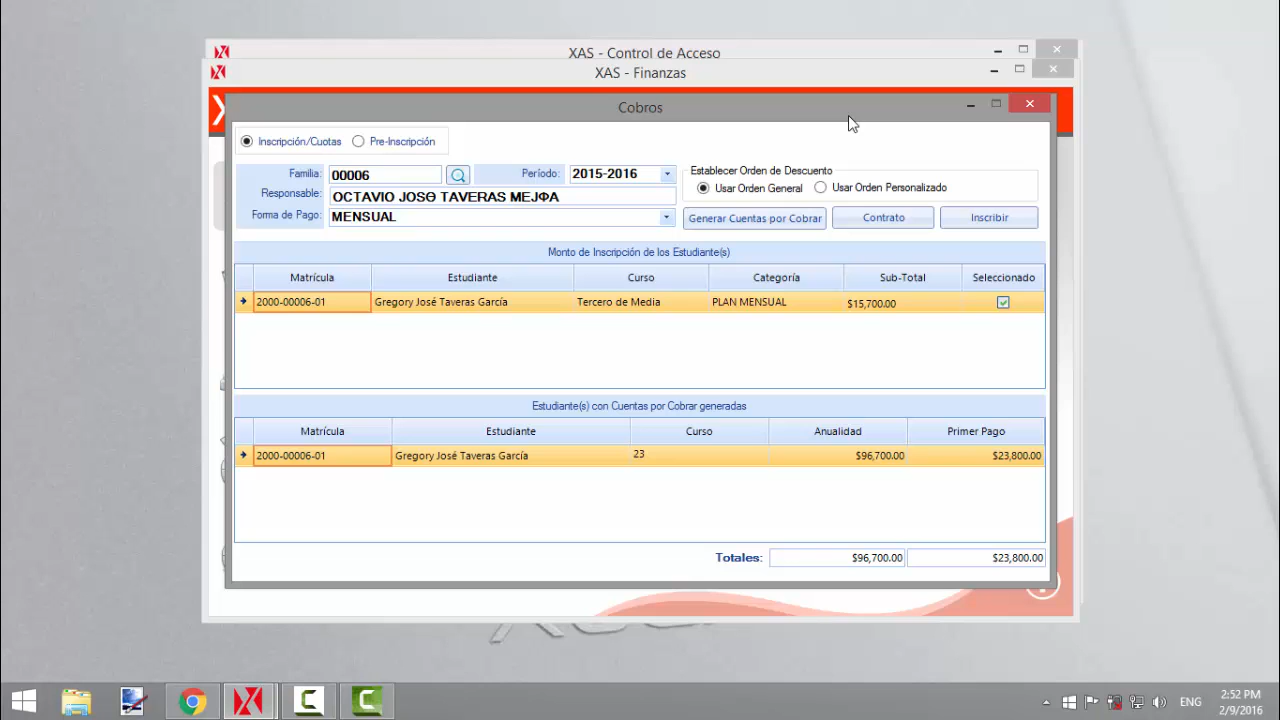 XAS - Control de Acceso
XAS - Finanzas
Cobros
Inscripción/Cuotas Pre-Inscripción
Familia: 00006 Período: 2015-2016
Responsable: OCTAVIO JOSΘ TAVERAS MEJΦA
Forma de Pago: MENSUAL
Establecer Orden de Descuento
Usar Orden General Usar Orden Personalizado
Generar Cuentas por Cobrar Contrato Inscribir
Monto de Inscripción de los Estudiante(s)
Matrícula Estudiante Curso Categoría Sub-Total Seleccionado
2000-00006-01 Gregory José Taveras García Tercero de Media PLAN MENSUAL $15,700.00
Estudiante(s) con Cuentas por Cobrar generadas
Matrícula Estudiante Curso Anualidad Primer Pago
2000-00006-01 Gregory José Taveras García 23 $96,700.00 $23,800.00
Totales: $96,700.00 $23,800.00
ENG
2:52 PM
2/9/2016